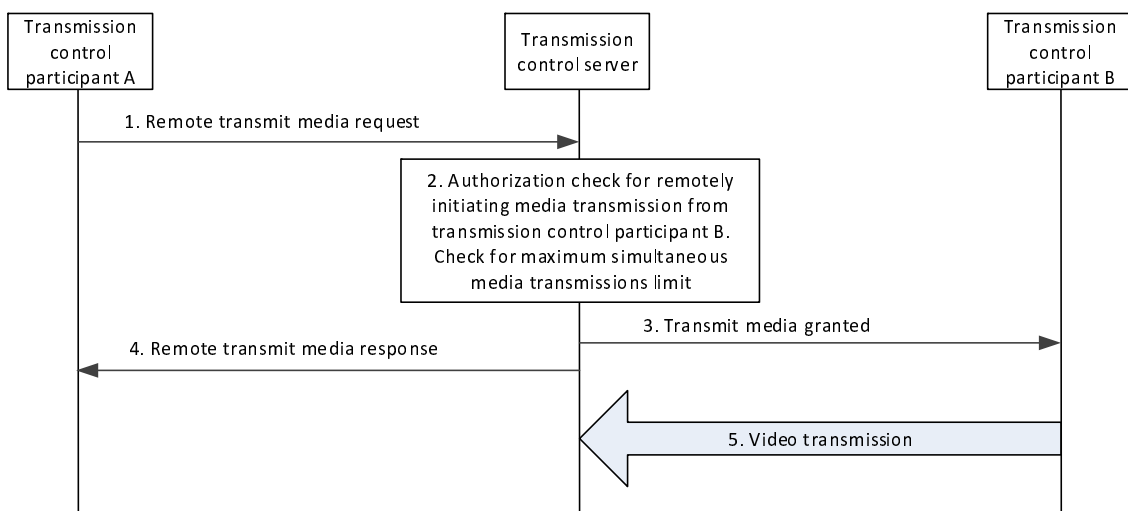 Transmission
control
participant A
Transmission
control server
Transmission
control
participant B
1. Remote transmit media request
2. Authorization check for remotely
initiating media transmission from
transmission control participant B.
Check for maximum simultaneous
media transmissions limit
3. Transmit media granted
4. Remote transmit media response
5. Video transmission